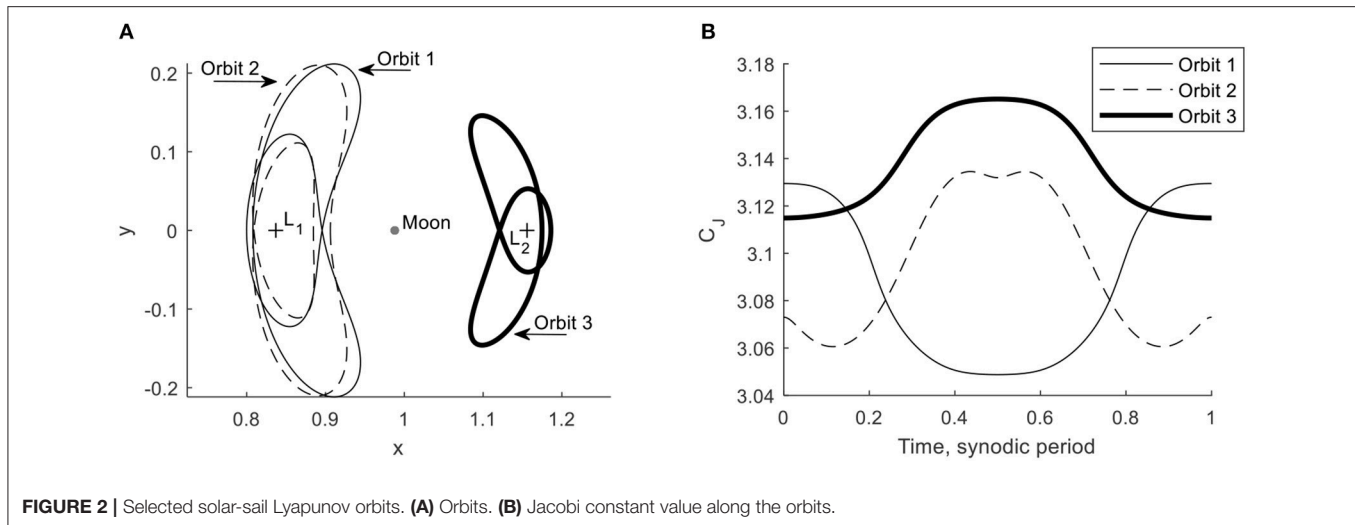 A
Orbit 2
Orbit 1
0.2
0.1
0
-0.1
-0.2
y
L1
Moon
L2
Orbit 3
0.8
0.9
1
1.1
1.2
x
B
3.18
3.16
3.14
3.12
3.1
3.08
3.06
3.04
CJ
Orbit 1
Orbit 2
Orbit 3
0
0.2
0.4
0.6
0.8
1
Time, synodic period
FIGURE 2 | Selected solar-sail Lyapunov orbits. (A) Orbits. (B) Jacobi constant value along the orbits.